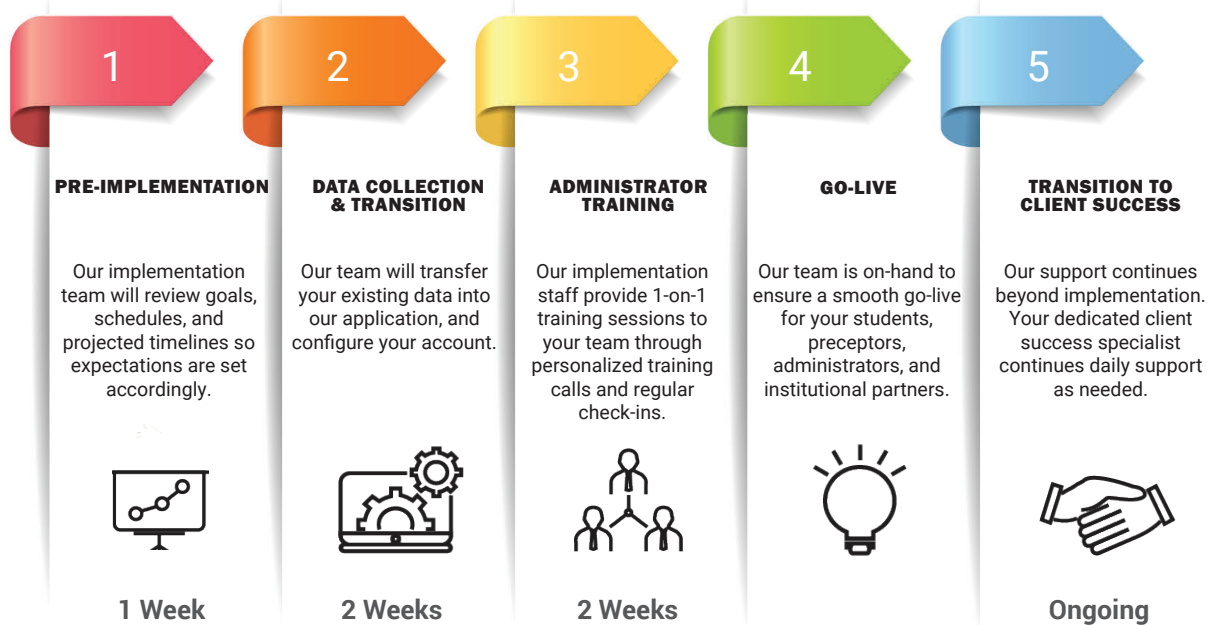 1
PRE-IMPLEMENTATION
Our implementation
team will review goals,
schedules, and
projected timelines so
expectations are set
accordingly.
1 Week
2
DATA COLLECTION
& TRANSITION
Our team will transfer
your existing data into
our application, and
configure your account.
2 Weeks
3
ADMINISTRATOR
TRAINING
Our implementation
staff provide 1-on-1
training sessions to
your team through
personalized training
calls and regular
check-ins.
2 Weeks
4
GO-LIVE
Our team is on-hand to
ensure a smooth go-live
for your students,
preceptors,
administrators, and
institutional partners.
5
TRANSITION TO
CLIENT SUCCESS
Our support continues
beyond implementation.
Your dedicated client
success specialist
continues daily support
as needed.
Ongoing